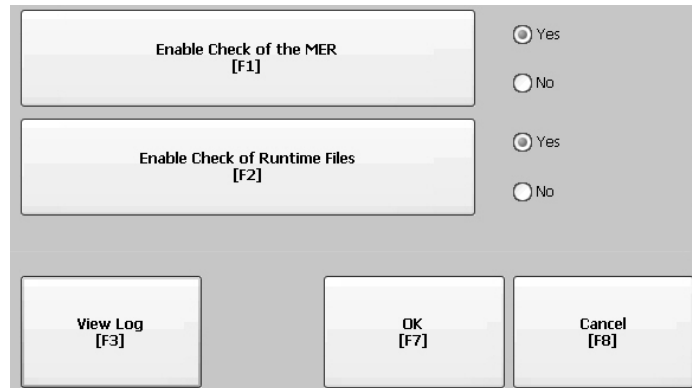 Enable Check of the MER
[F1]
Yes
No
Enable Check of Runtime Files
[F2]
Yes
No
View Log
[F3]
OK
[F7]
Cancel
[F8]